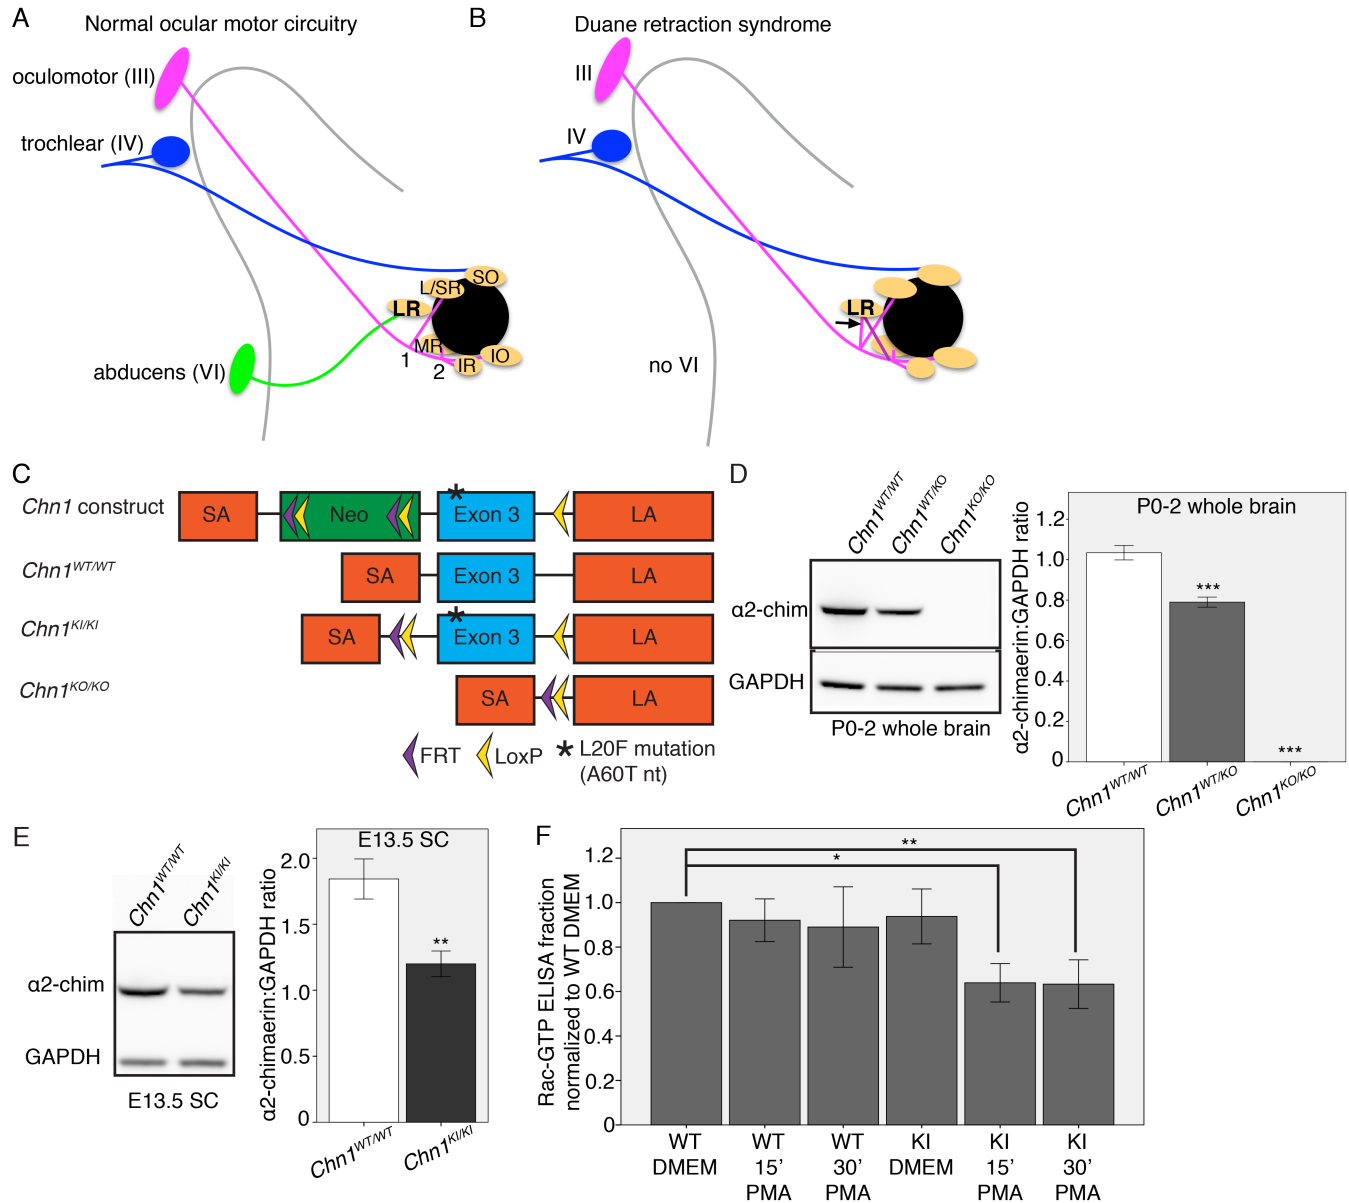 A
Normal ocular motor circuitry
oculomotor (III)
trochlear (IV)
abducens (VI)
SO
L/SR
LR
MR
IO
IR
1
2
B
Duane retraction syndrome
III
IV
LR
no VI
C
Chn1 construct
SA
Neo
*
Exon 3
LA
Chn1WT/WT
SA
Exon 3
LA
Chn1KI/KI
SA
*
Exon 3
LA
Chn1KO/KO
SA
LA
FRT
LoxP
* L20F mutation
(A60T nt)
D
Chn1WT/WT
Chn1WT/KO
Chn1KO/KO
α2-chim
GAPDH
P0-2 whole brain
P0-2 whole brain
α2-chimaerin:GAPDH ratio
1.2
1.0
0.8
0.6
0.4
0.2
0
***
***
Chn1WT/WT
Chn1WT/KO
Chn1KO/KO
E
Chn1WT/WT
Chn1KI/KI
α2-chim
GAPDH
E13.5 SC
E13.5 SC
α2-chimaerin:GAPDH ratio
2.0
1.5
1.0
0.5
0
**
Chn1WT/WT
Chn1KI/KI
F
Rac-GTP ELISA fraction
normalized to WT DMEM
1.2
1.0
0.8
0.6
0.4
0.2
0
**
*
WT
DMEM
WT
15’
PMA
WT
30’
PMA
KI
DMEM
KI
15’
PMA
KI
30’
PMA